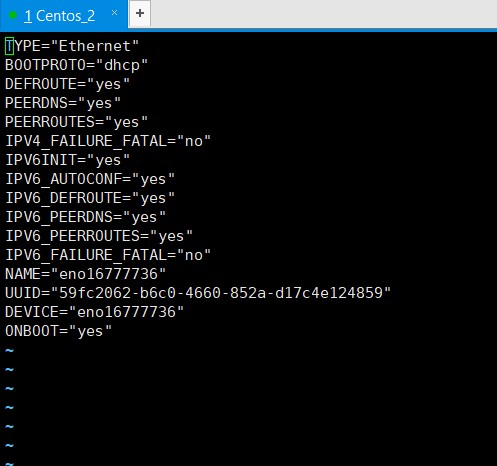 1 Centos_2 × +
TYPE="Ethernet"
BOOTPROTO="dhcp"
DEFROUTE="yes"
PEERDNS="yes"
PEERROUTES="yes"
IPV4_FAILURE_FATAL="no"
IPV6INIT="yes"
IPV6_AUTOCONF="yes"
IPV6_DEFROUTE="yes"
IPV6_PEERDNS="yes"
IPV6_PEERROUTES="yes"
IPV6_FAILURE_FATAL="no"
NAME="eno16777736"
UUID="59fc2062-b6c0-4660-852a-d17c4e124859"
DEVICE="eno16777736"
ONBOOT="yes"
~
~
~
~
~
~
~